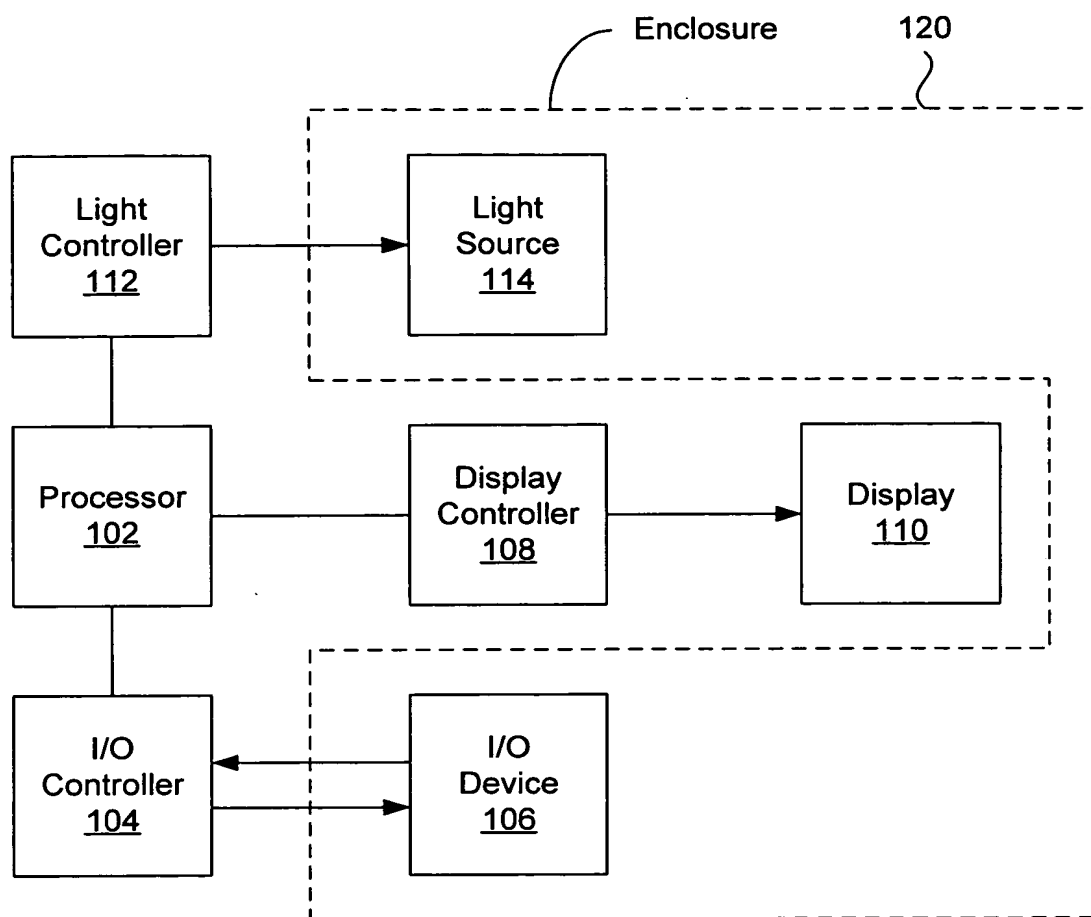 Enclosure
120
Light
Controller
112
Light
Source
114
Processor
102
Display
Controller
108
Display
110
I/O
Controller
104
I/O
Device
106